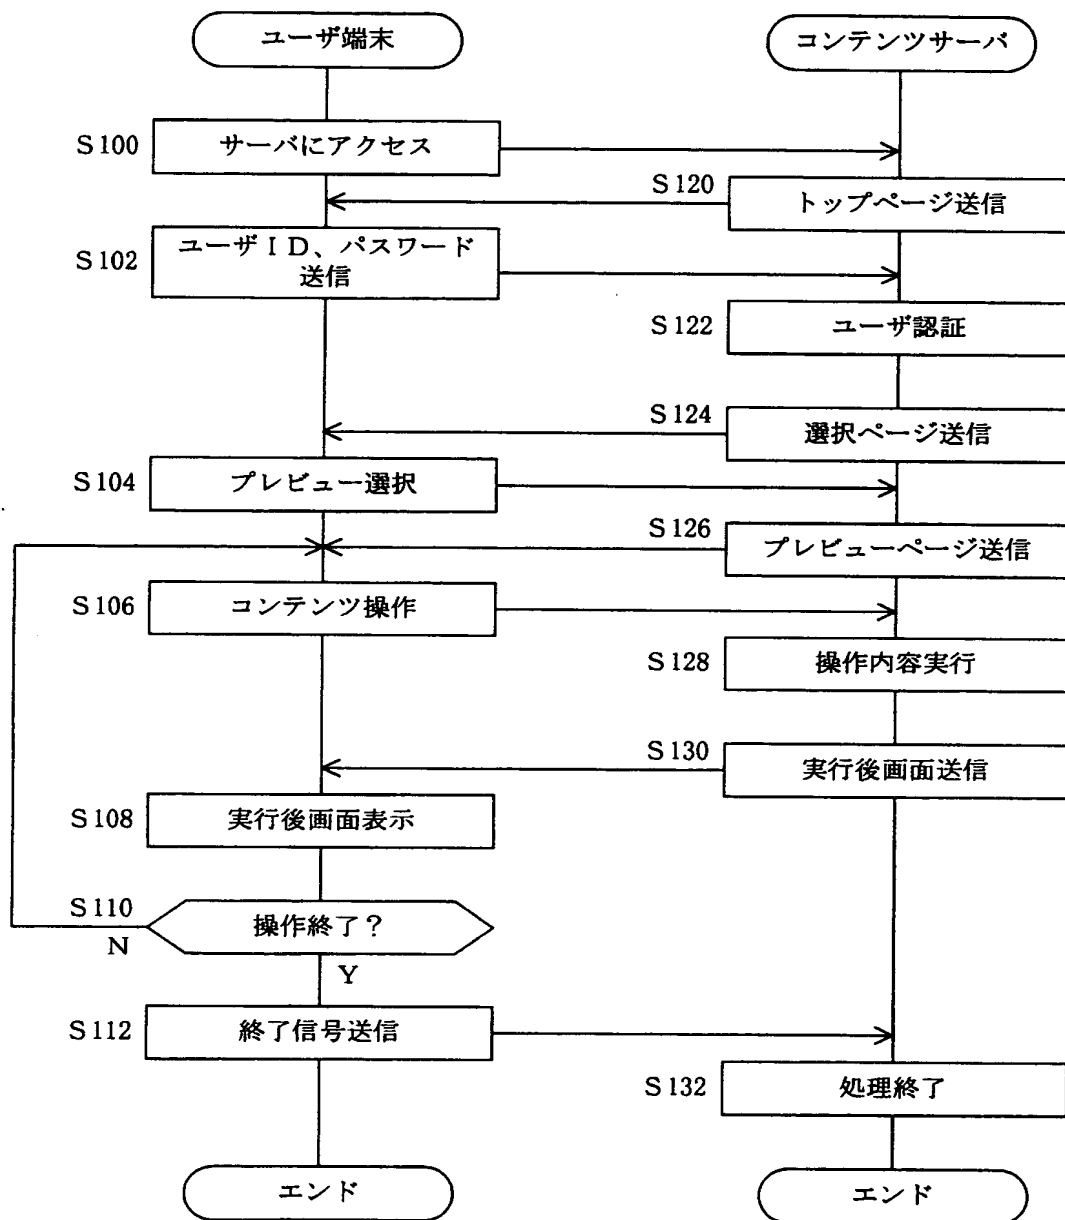 ユーザ端末
コンテンツサーバ
S100
サーバにアクセス
S120
トップページ送信
S102
ユーザID、パスワード
送信
S122
ユーザ認証
S124
選択ページ送信
S104
プレビュー選択
S126
プレビューページ送信
S106
コンテンツ操作
S128
操作内容実行
S130
実行後画面送信
S108
実行後画面表示
S110
操作終了？
N
Y
S112
終了信号送信
S132
処理終了
エンド
エンド